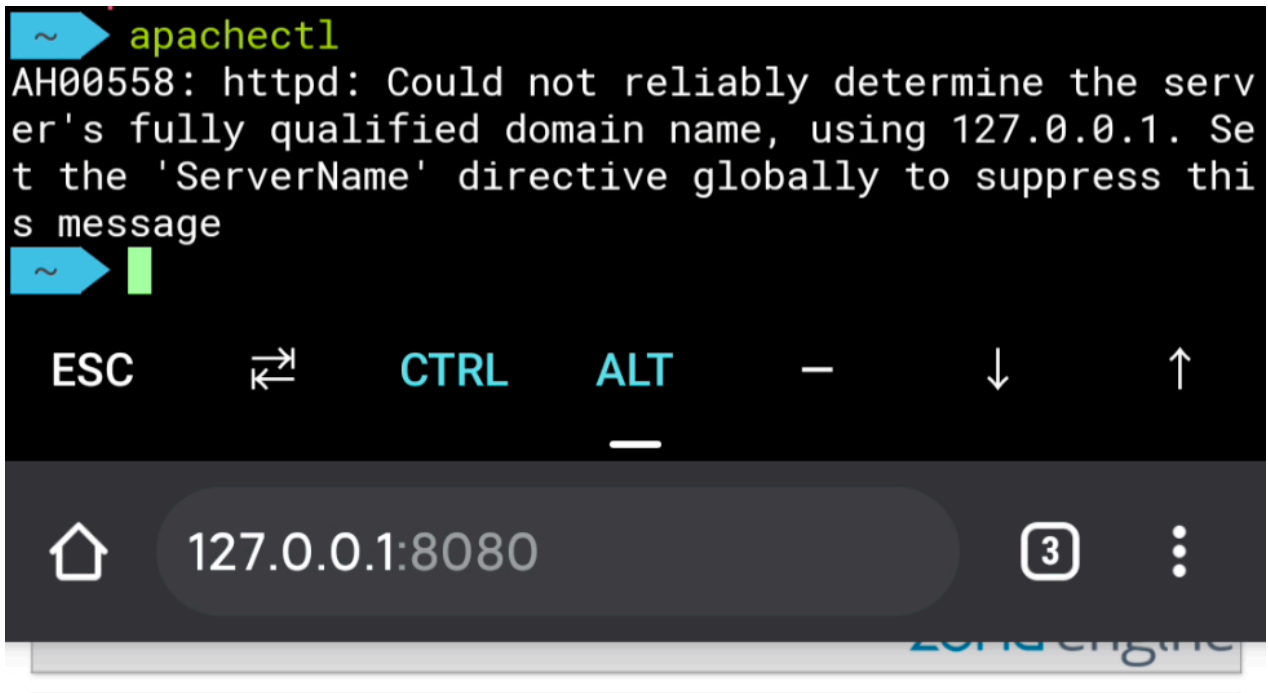 ~ apachectl
AH00558: httpd: Could not reliably determine the serv
er's fully qualified domain name, using 127.0.0.1. Se
t the 'ServerName' directive globally to suppress thi
s message
~
ESC CTRL ALT — ↓ ↑
127.0.0.1:8080 3
engine